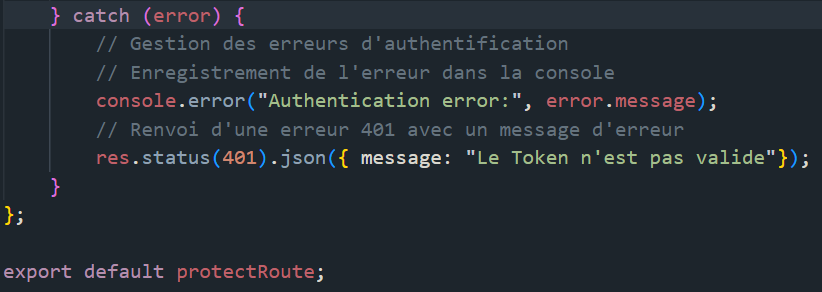 } catch (error) {
// Gestion des erreurs d'authentification
// Enregistrement de l'erreur dans la console
console.error("Authentication error:", error.message);
// Renvoi d'une erreur 401 avec un message d'erreur
res.status(401).json({ message: "Le Token n'est pas valide"});
}
};
export default protectRoute;